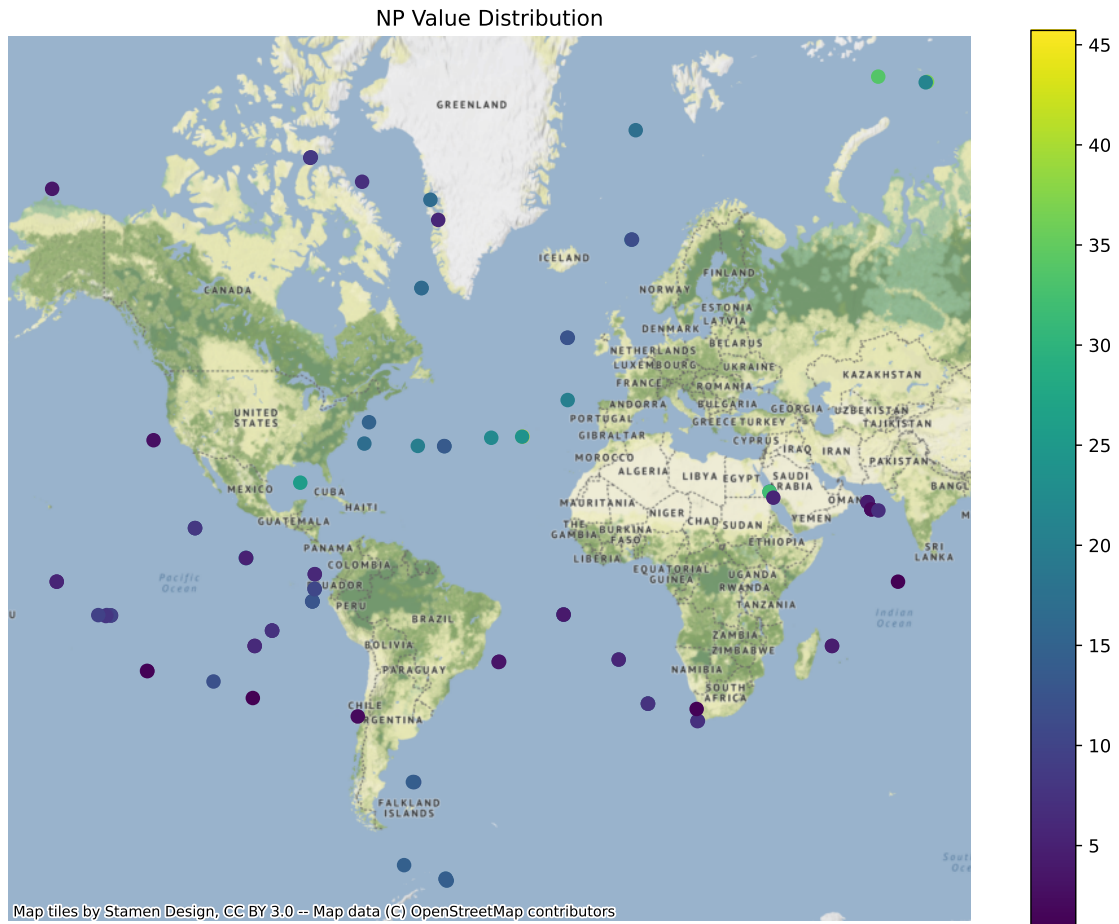 NP Value Distribution
GREENLAND
ICELAND
CANADA
FINLAND
NORWAY
ESTONIA
LATVIA
DENMARK
BELARUS
NETHERLANDS
LUXEMBOURG
UKRAINE
KAZAKHSTAN
FRANCE
ROMANIA
ANDORRA
BULGARIA
GEORGIA
UZBEKISTAN
UNITED
STATES
PORTUGAL
GREECE
TURKEY
TAJIKISTAN
GIBRALTAR
CYPRUS
IRAQ
IRAN
MOROCCO
PAKISTAN
ALGERIA
LIBYA
EGYPT
SAUDI
ARABIA
MEXICO
CUBA
BANGL
HAITI
MAURITANIA
OMAN
NIGER
CHAD
SUDAN
YEMEN
M
GUATEMALA
THE
GAMBIA
BURKINA
FASO
ETHIOPIA
PANAMA
LIBERIA
SRI
LANKA
COLOMBIA
EQUATORIAL
GUINEA
UGANDA
RWANDA
Pacific
Ocean
UADOR
PERU
TANZANIA
U
BRAZIL
Indian
Ocean
ZAMBIA
BOLIVIA
ZIMBABWE
PARAGUAY
NAMIBIA
SOUTH
AFRICA
CHILE
RGENTINA
FALKLAND
ISLANDS
Sout
Oce
Map tiles by Stamen Design, CC BY 3.0 -- Map data (C) OpenStreetMap contributors
45
40
35
30
25
20
15
10
5